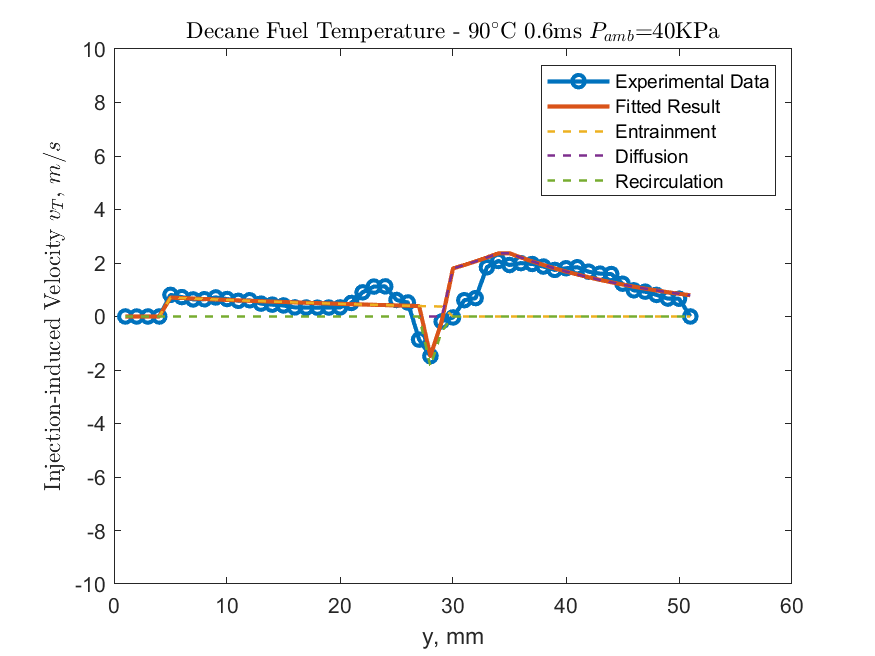 Decane Fuel Temperature - 90°C 0.6ms P_amb=40KPa
10
8
6
4
2
0
-2
-4
-6
-8
-10
Injection-induced Velocity v_T, m/s
Experimental Data
Fitted Result
Entrainment
Diffusion
Recirculation
0 10 20 30 40 50 60
y, mm